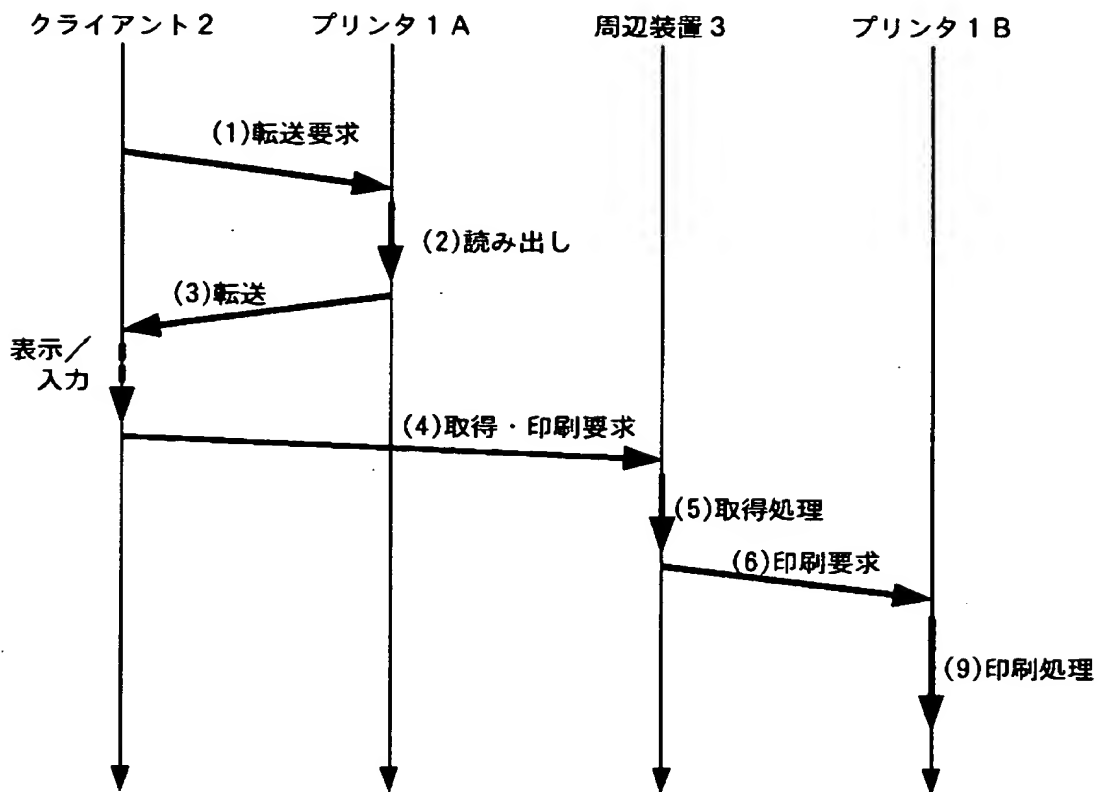 クライアント2 プリンタ1A 周辺装置3 プリンタ1B
(1)転送要求
(2)読み出し
(3)転送
表示／
入力
(4)取得・印刷要求
(5)取得処理
(6)印刷要求
(9)印刷処理